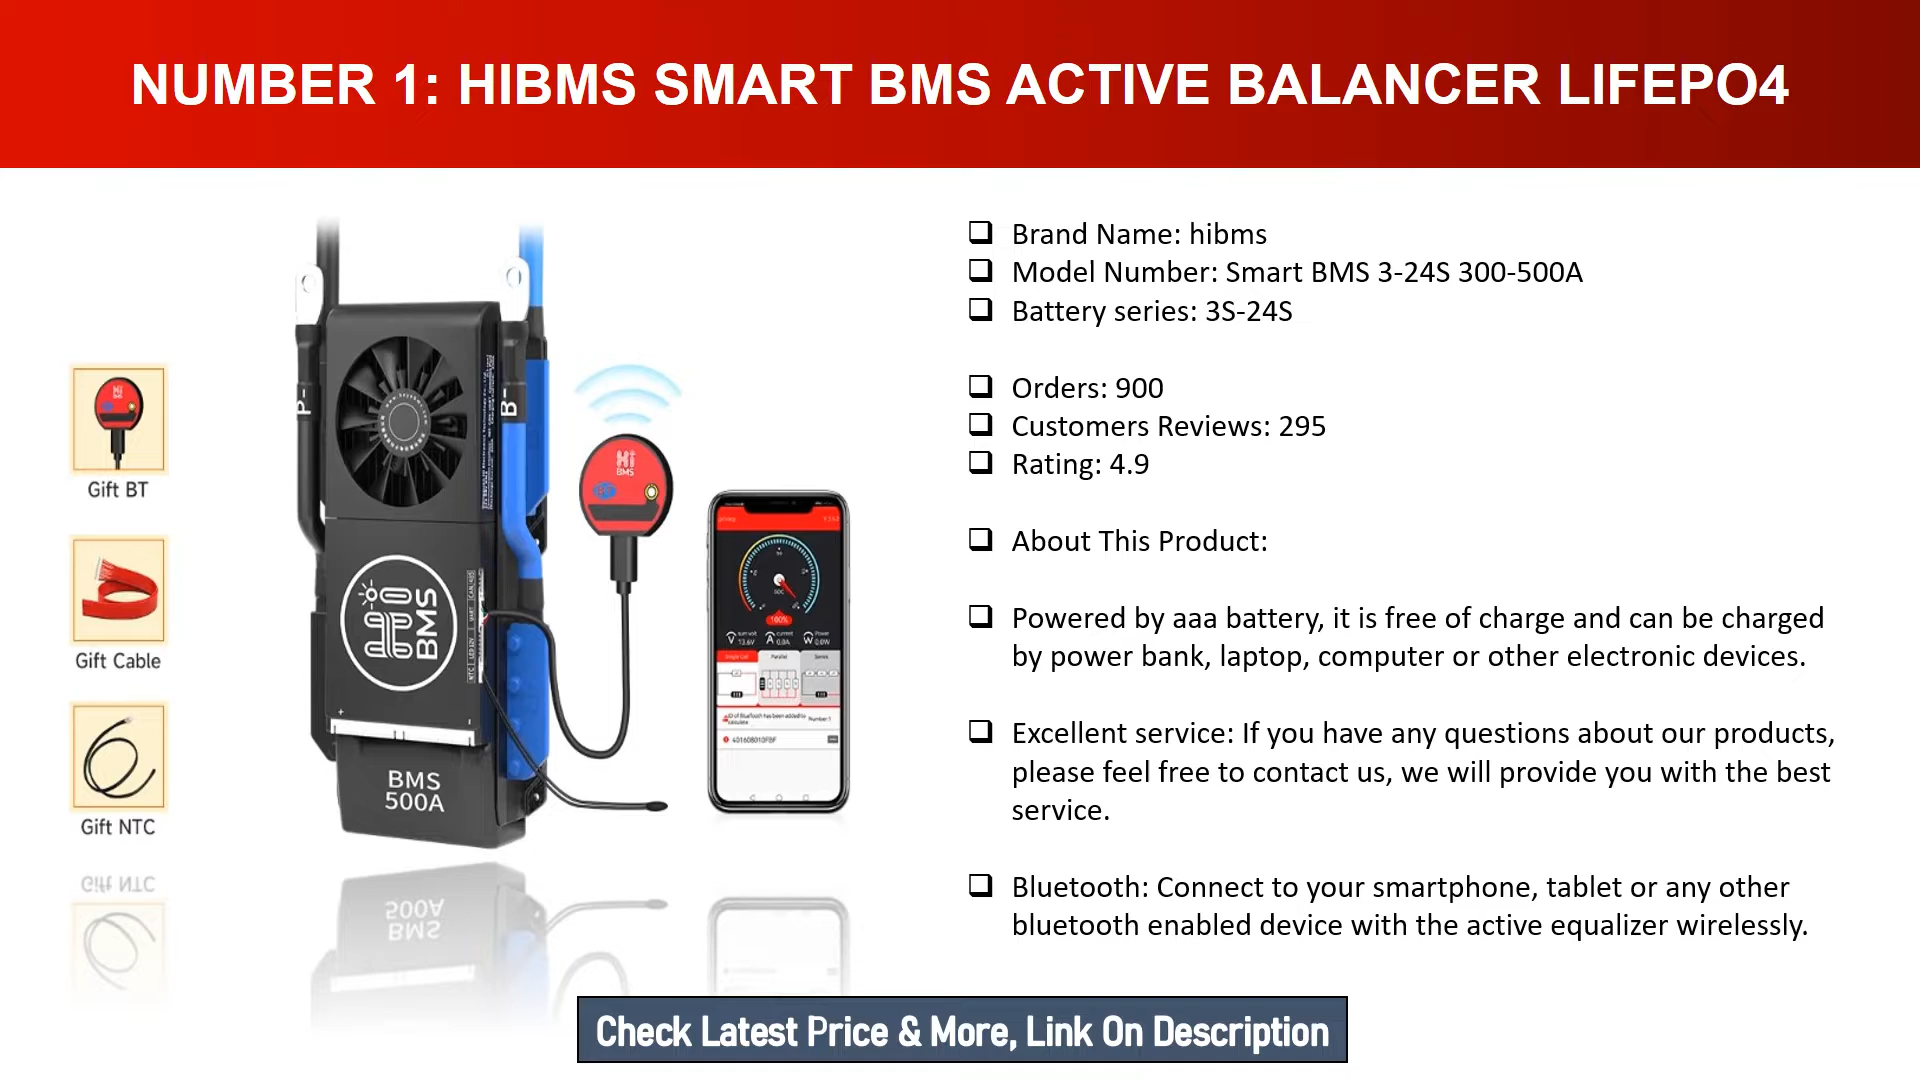 NUMBER 1: HIBMS SMART BMS ACTIVE BALANCER LIFEPO4
Brand Name: hibms
Model Number: Smart BMS 3-24S 300-500A
Battery series: 3S-24S
Orders: 900
Customers Reviews: 295
Rating: 4.9
About This Product:
Powered by aaa battery, it is free of charge and can be charged
by power bank, laptop, computer or other electronic devices.
Excellent service: If you have any questions about our products,
please feel free to contact us, we will provide you with the best
service.
Bluetooth: Connect to your smartphone, tablet or any other
bluetooth enabled device with the active equalizer wirelessly.
Gift BT
Gift Cable
Gift NTC
P-
B-
BMS
BMS
500A
Hi
BMS
100%
Check Latest Price & More, Link On Description